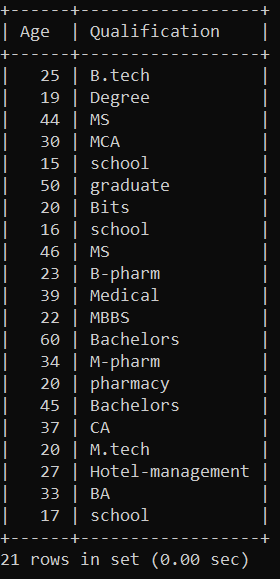 +------+------------------+
| Age  | Qualification    |
+------+------------------+
|   25 | B.tech           |
|   19 | Degree           |
|   44 | MS               |
|   30 | MCA              |
|   15 | school           |
|   50 | graduate         |
|   20 | Bits             |
|   16 | school           |
|   46 | MS               |
|   23 | B-pharm          |
|   39 | Medical          |
|   22 | MBBS             |
|   60 | Bachelors        |
|   34 | M-pharm          |
|   20 | pharmacy         |
|   45 | Bachelors        |
|   37 | CA               |
|   20 | M.tech           |
|   27 | Hotel-management |
|   33 | BA               |
|   17 | school           |
+------+------------------+
21 rows in set (0.00 sec)